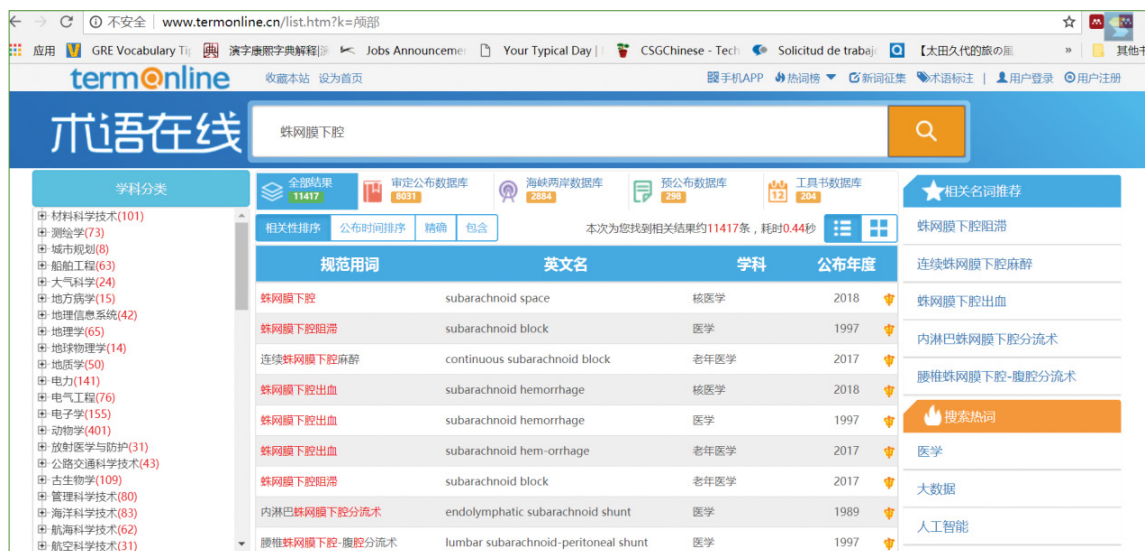 不安全 www.termonline.cn/list.htm?k=颅部
应用 GRE Vocabulary Ti 演字康熙字典解释 Jobs Announcemer Your Typical Day | CSGChinese - Tech Solicitud de trabajo 【太田久代的旅の風 » 其他书
termonline 收藏本站 设为首页 手机APP 热词榜 新词征集 术语标注 | 用户登录 用户注册
术语在线 蛛网膜下腔
学科分类
材料科学技术(101)
测绘学(73)
城市规划(8)
船舶工程(63)
大气科学(24)
地方病学(15)
地理信息系统(42)
地理学(65)
地球物理学(14)
地质学(50)
电力(141)
电气工程(76)
电子学(155)
动物学(401)
放射医学与防护(31)
公路交通科学技术(43)
古生物学(109)
管理科学技术(80)
海洋科学技术(83)
航海科学技术(62)
航空科学技术(31)
全部结果 11417
审定公布数据库 8031
海峡两岸数据库 2884
预公布数据库 298
工具书数据库 204
相关性排序 公布时间排序 精确 包含 本次为您找到相关结果约11417条，耗时0.44秒
规范用词 英文名 学科 公布年度
蛛网膜下腔 subarachnoid space 核医学 2018
蛛网膜下腔阻滞 subarachnoid block 医学 1997
连续蛛网膜下腔麻醉 continuous subarachnoid block 老年医学 2017
蛛网膜下腔出血 subarachnoid hemorrhage 核医学 2018
蛛网膜下腔出血 subarachnoid hemorrhage 医学 1997
蛛网膜下腔出血 subarachnoid hem-orrhage 老年医学 2017
蛛网膜下腔阻滞 subarachnoid block 老年医学 2017
内淋巴蛛网膜下腔分流术 endolymphatic subarachnoid shunt 医学 1989
腰椎蛛网膜下腔-腹腔分流术 lumbar subarachnoid-peritoneal shunt 医学 1997
相关名词推荐
蛛网膜下腔阻滞
连续蛛网膜下腔麻醉
蛛网膜下腔出血
内淋巴蛛网膜下腔分流术
腰椎蛛网膜下腔-腹腔分流术
搜索热词
医学
大数据
人工智能